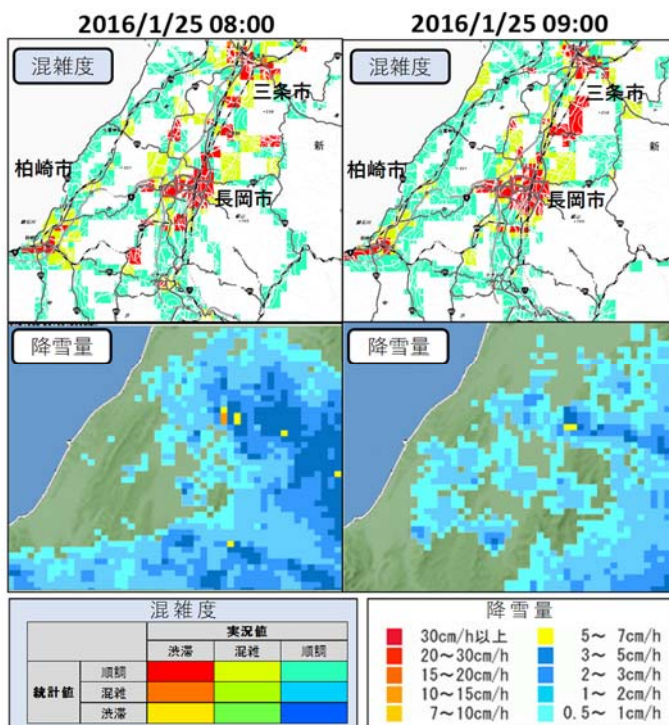 2016/1/25 08:00
2016/1/25 09:00
混雑度
三条市
柏崎市
長岡市
混雑度
三条市
新
柏崎市
長岡市
降雪量
降雪量
混雑度
実況値
渋滞 混雑 順調
統計値
順調
混雑
渋滞
降雪量
30cm/h以上
20～30cm/h
15～20cm/h
10～15cm/h
7～10cm/h
5～ 7cm/h
3～ 5cm/h
2～ 3cm/h
1～ 2cm/h
0.5～ 1cm/h